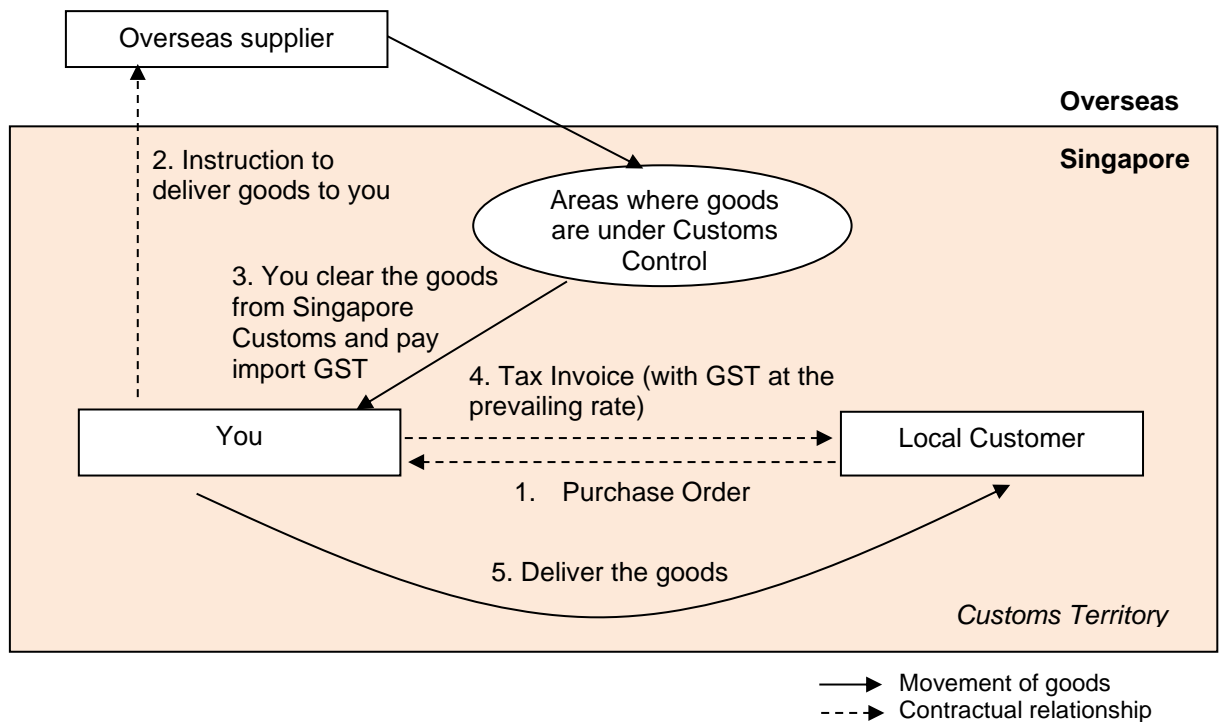 Overseas supplier
Overseas
Singapore
2. Instruction to
deliver goods to you
Areas where goods
are under Customs
Control
3. You clear the goods
from Singapore
Customs and pay
import GST
4. Tax Invoice (with GST at the
prevailing rate)
You
Local Customer
1. Purchase Order
5. Deliver the goods
Customs Territory
Movement of goods
Contractual relationship